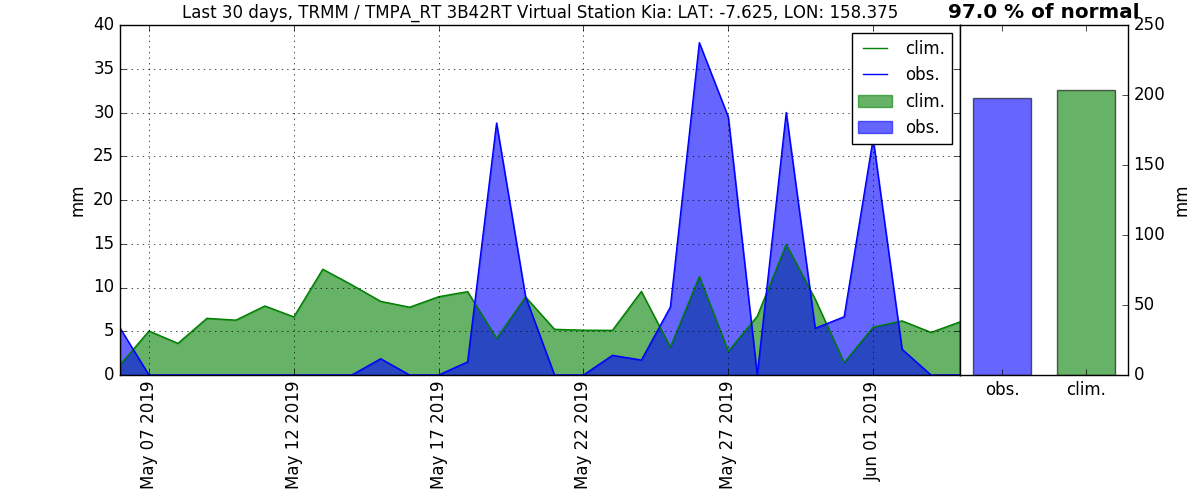 Last 30 days, TRMM / TMPA_RT 3B42RT Virtual Station Kia: LAT: -7.625, LON: 158.375
97.0 % of normal
40
35
30
25
20
15
10
5
0
mm
clim.
obs.
clim.
obs.
May 07 2019
May 12 2019
May 17 2019
May 22 2019
May 27 2019
Jun 01 2019
250
200
150
100
50
0
mm
obs.
clim.